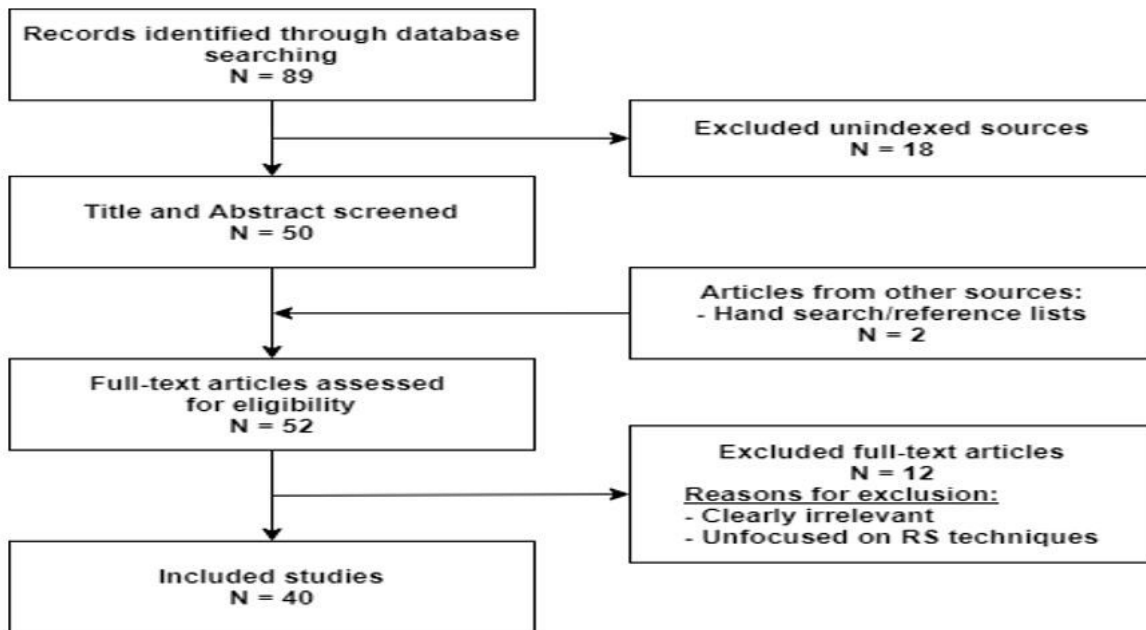 Records identified through database
searching
N = 89
Excluded unindexed sources
N = 18
Title and Abstract screened
N = 50
Articles from other sources:
- Hand search/reference lists
N = 2
Full-text articles assessed
for eligibility
N = 52
Excluded full-text articles
N = 12
Reasons for exclusion:
- Clearly irrelevant
- Unfocused on RS techniques
Included studies
N = 40